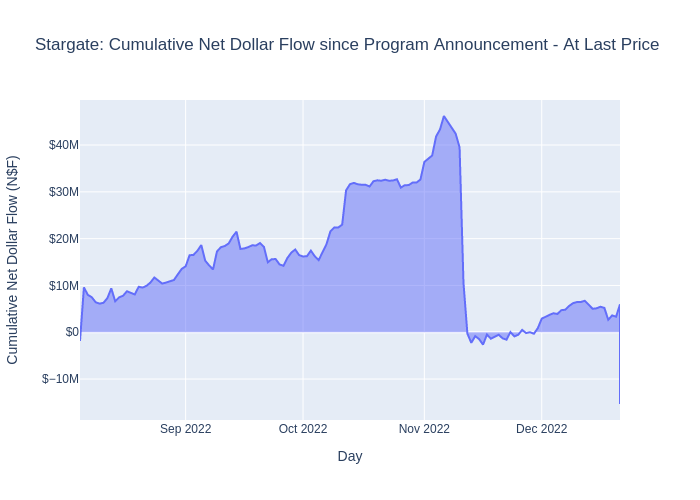 Stargate: Cumulative Net Dollar Flow since Program Announcement - At Last Price
Cumulative Net Dollar Flow (N$F)
$40M
$30M
$20M
$10M
$0
$−10M
Sep 2022
Oct 2022
Nov 2022
Dec 2022
Day